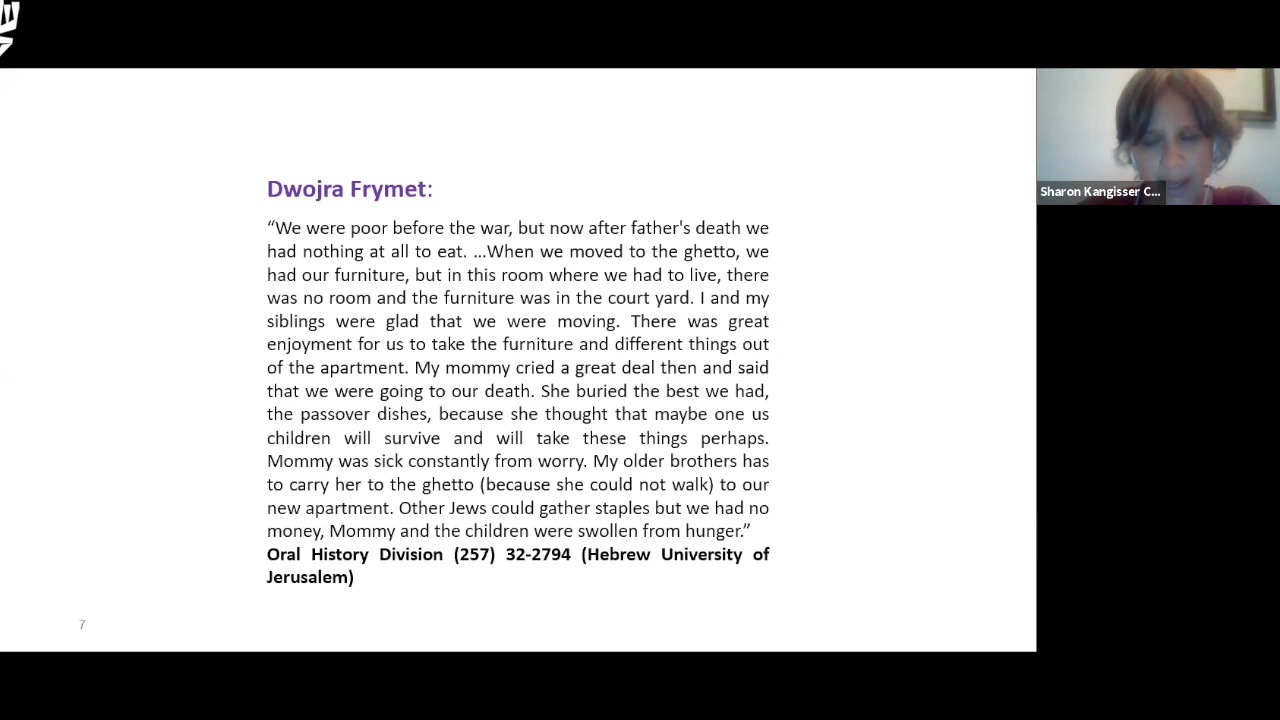 Dwojra Frymet:
“We were poor before the war, but now after father's death we
had nothing at all to eat. ...When we moved to the ghetto, we
had our furniture, but in this room where we had to live, there
was no room and the furniture was in the court yard. I and my
siblings were glad that we were moving. There was great
enjoyment for us to take the furniture and different things out
of the apartment. My mommy cried a great deal then and said
that we were going to our death. She buried the best we had,
the passover dishes, because she thought that maybe one us
children will survive and will take these things perhaps.
Mommy was sick constantly from worry. My older brothers has
to carry her to the ghetto (because she could not walk) to our
new apartment. Other Jews could gather staples but we had no
money, Mommy and the children were swollen from hunger.”
Oral History Division (257) 32-2794 (Hebrew University of
Jerusalem)
7
Sharon Kangisser C...